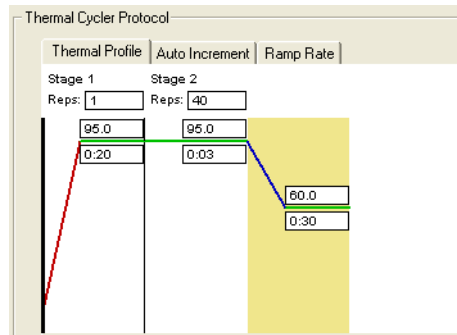 Thermal Cycler Protocol
Thermal Profile Auto Increment Ramp Rate
Stage 1 Stage 2
Reps: 1 Reps: 40
95.0 95.0
0:20 0:03
60.0
0:30